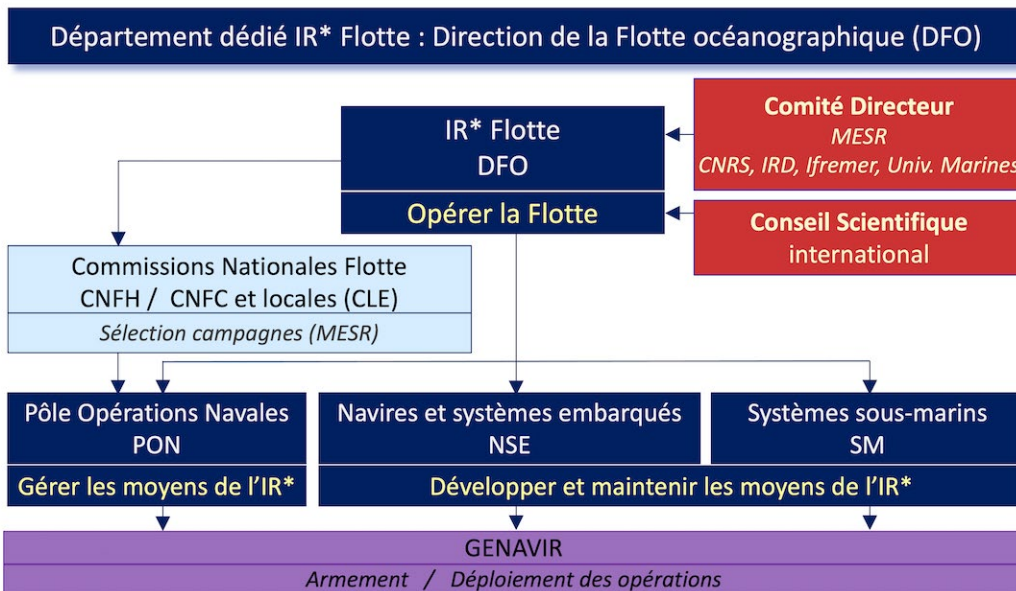 Département dédié IR* Flotte : Direction de la Flotte océanographique (DFO)
IR* Flotte
DFO
Opérer la Flotte
Comité Directeur
MESR
CNRS, IRD, Ifremer, Univ. Marines
Conseil Scientifique
international
Commissions Nationales Flotte
CNFH / CNFC et locales (CLE)
Sélection campagnes (MESR)
Pôle Opérations Navales
PON
Gérer les moyens de l'IR*
Navires et systèmes embarqués
NSE
Systèmes sous-marins
SM
Développer et maintenir les moyens de l'IR*
GENAVIR
Armement / Déploiement des opérations